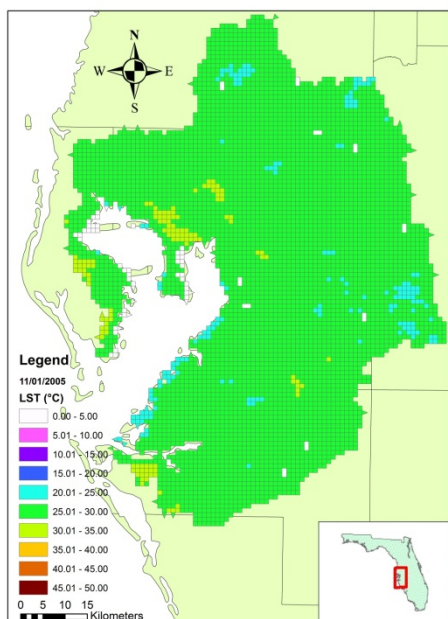 N
W E
S
Legend
11/01/2005
LST (°C)
0.00 - 5.00
5.01 - 10.00
10.01 - 15.00
15.01 - 20.00
20.01 - 25.00
25.01 - 30.00
30.01 - 35.00
35.01 - 40.00
40.01 - 45.00
45.01 - 50.00
0 5 10 15
Kilometers